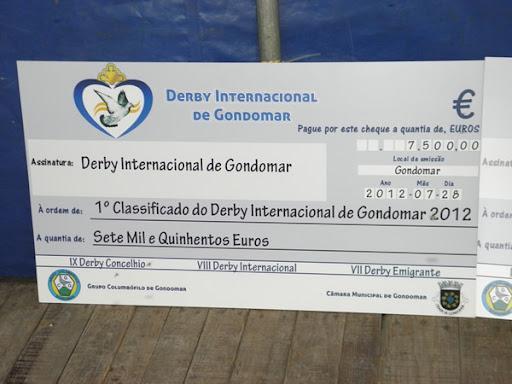 Derby Internacional
de Gondomar
€
Pague por este cheque a quantia de, EUROS
. . 7.500.00
Assinatura: Derby Internacional de Gondomar
Local de emissão
Gondomar
Ano Mês Dia
2012-07-28
À ordem de: 1º Classificado do Derby Internacional de Gondomar 2012
A quantia de: Sete Mil e Quinhentos Euros
IX Derby Concelhio VIII Derby Internacional VII Derby Emigrante
Grupo Columbófilo de Gondomar Câmara Municipal de Gondomar
Assinatura
À ordem
A quantia